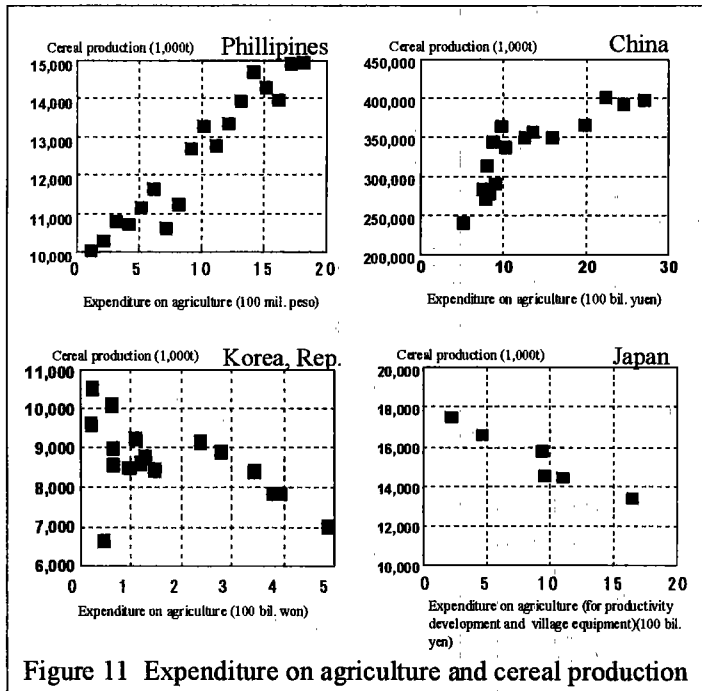 Cereal production (1,000t) Phillipines
15,000
14,000
13,000
12,000
11,000
10,000
0 5 10 15 20
Expenditure on agriculture (100 mil. peso)
Cereal production (1,000t) China
450,000
400,000
350,000
300,000
250,000
200,000
0 10 20 30
Expenditure on agriculture (100 bil. yuen)
Cereal production (1,000t) Korea, Rep.
11,000
10,000
9,000
8,000
7,000
6,000
0 1 2 3 4 5
Expenditure on agriculture (100 bil. won)
Cereal production (1,000t) Japan
20,000
18,000
16,000
14,000
12,000
10,000
0 5 10 15 20
Expenditure on agriculture (for productivity
development and village equipment)(100 bil.
yen)
Figure 11 Expenditure on agriculture and cereal production